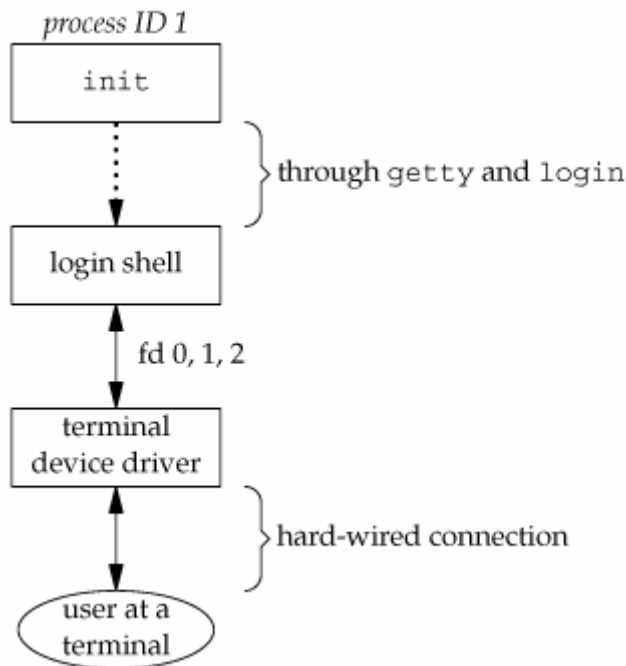 process ID 1
init
through getty and login
login shell
fd 0, 1, 2
terminal
device driver
hard-wired connection
user at a
terminal